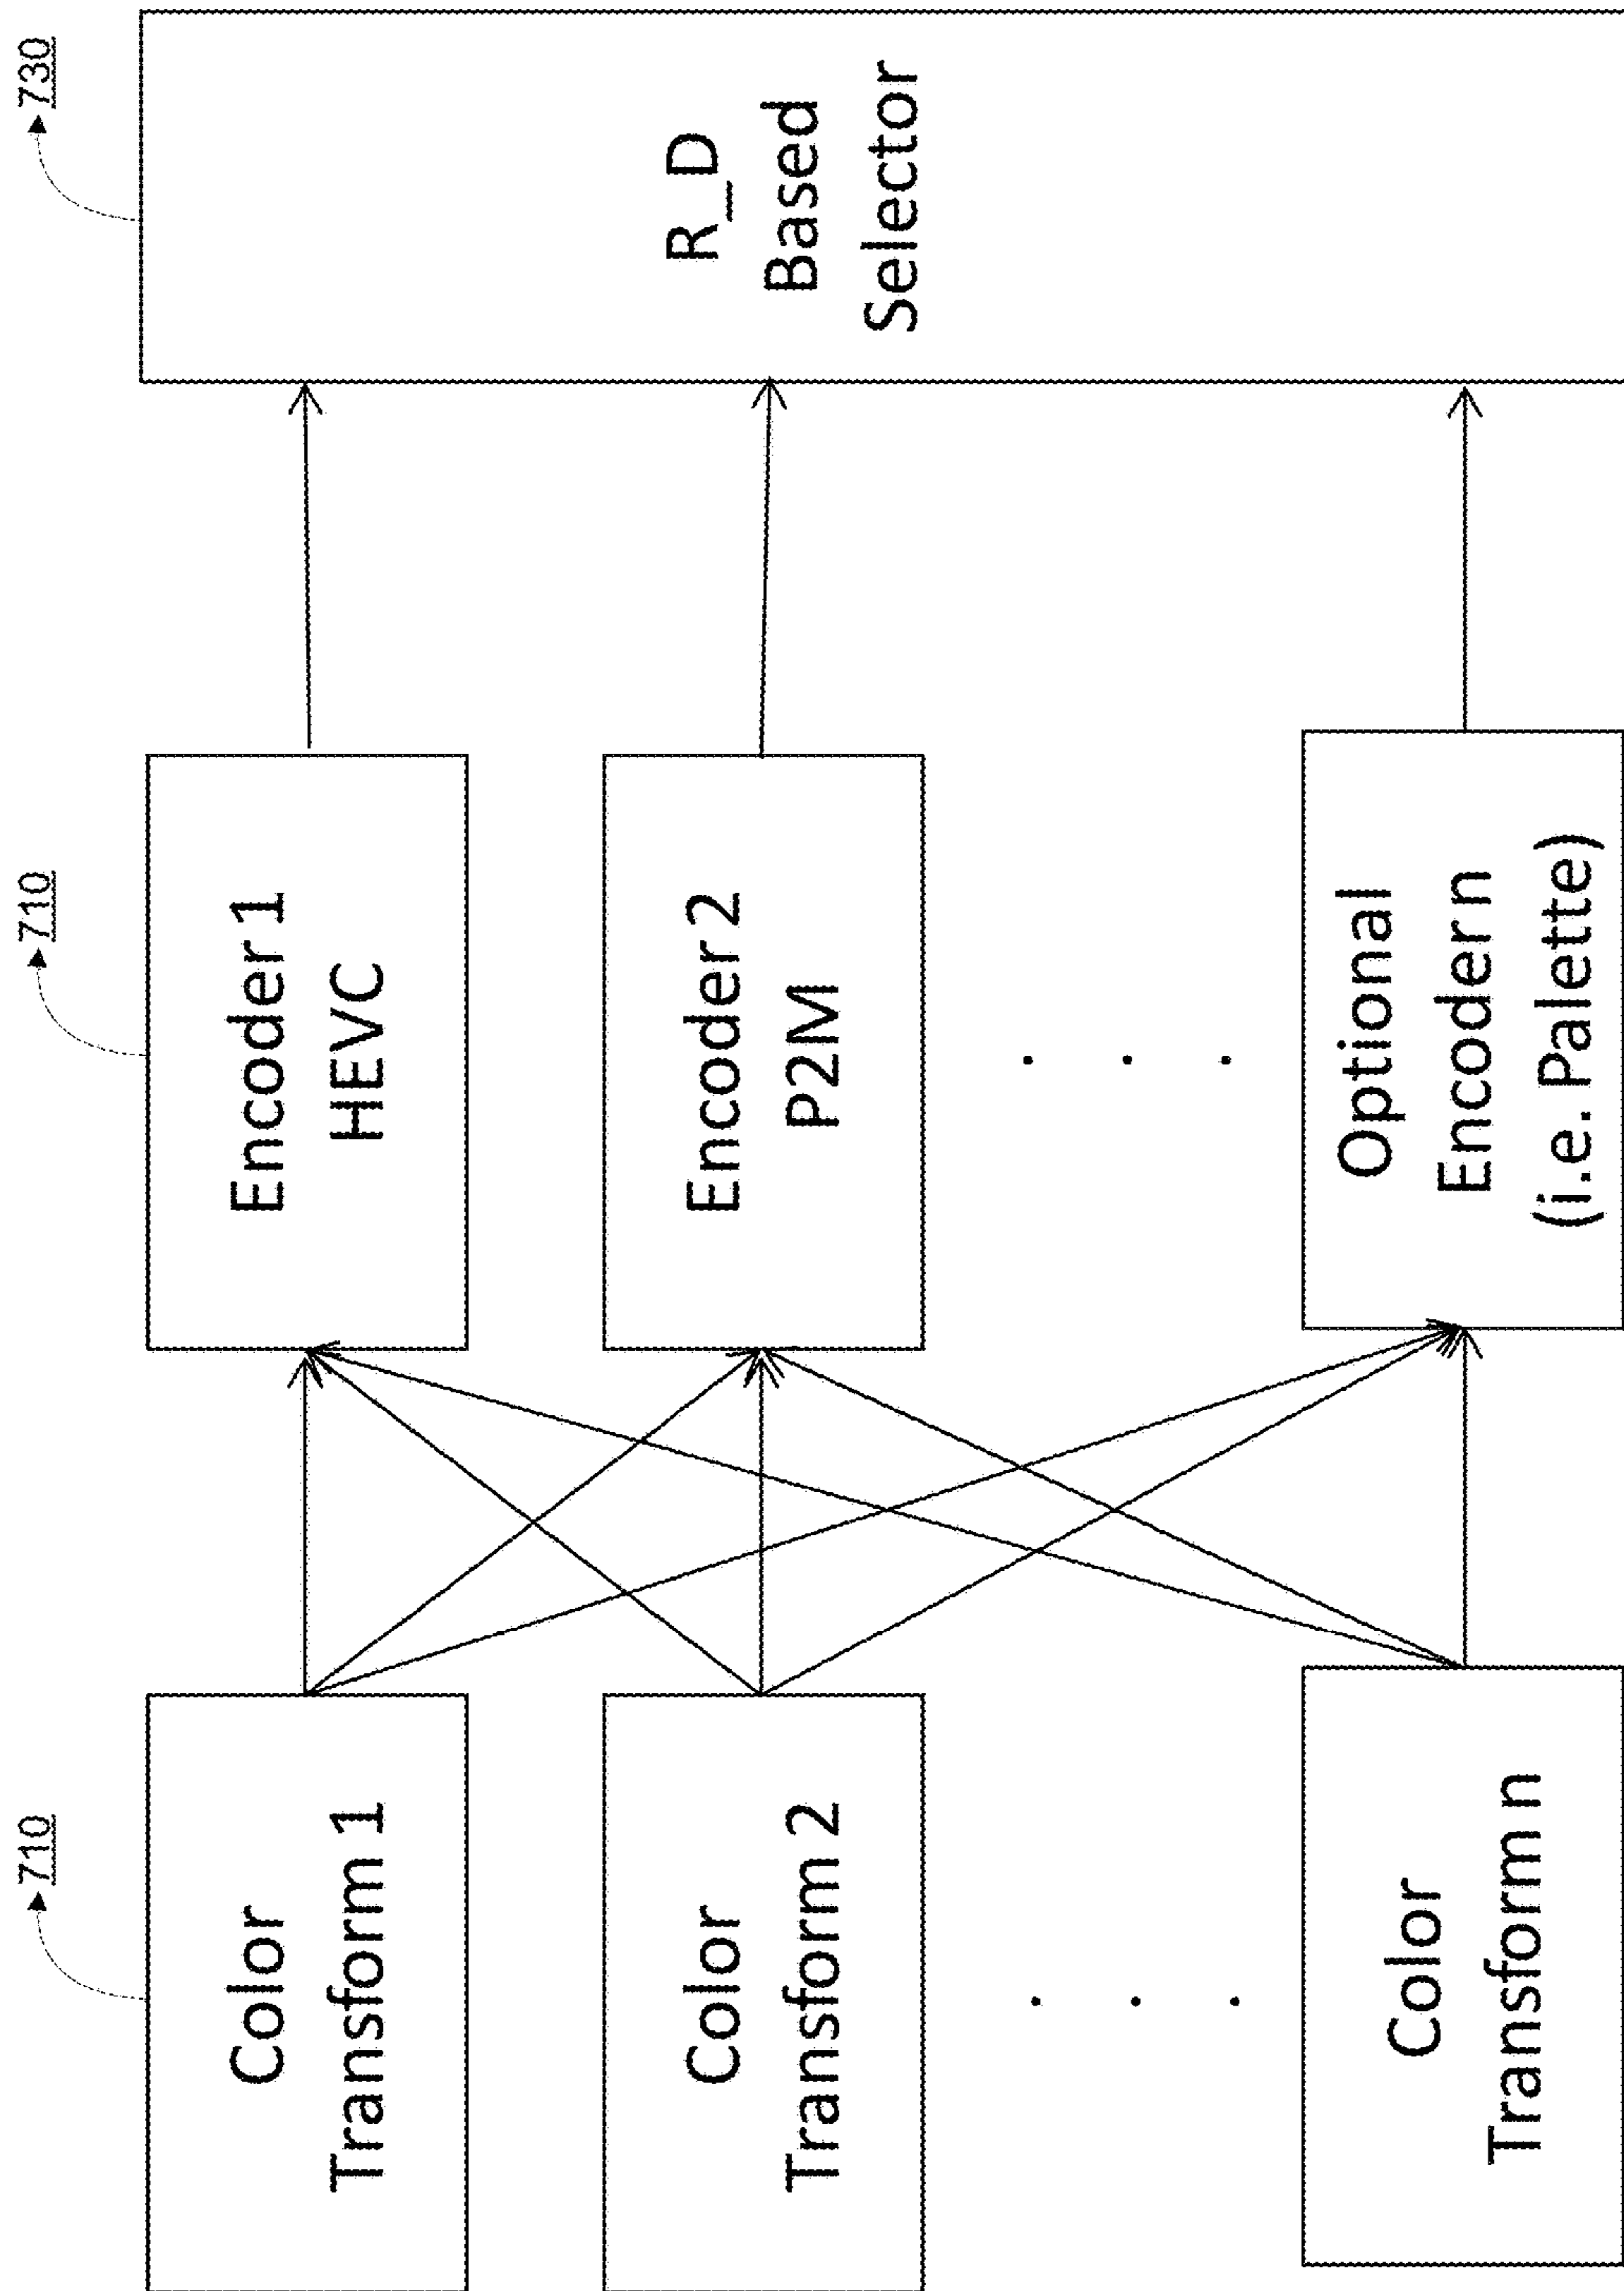 710
Color
Transform 1
Color
Transform 2
. . .
Color
Transform n
710
Encoder 1
HEVC
Encoder 2
P2M
. . .
Optional
Encoder n
(i.e. Palette)
730
R_D
Based
Selector